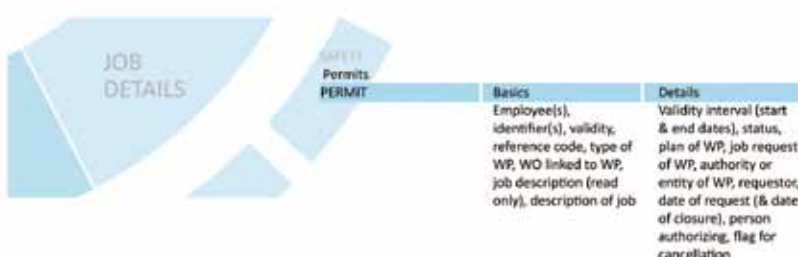 JOB
DETAILS
SAFETY
Permits
PERMIT
Basics
Details
Employee(s),
identifier(s), validity,
reference code, type of
WP, WO linked to WP,
job description (read
only), description of job
Validity interval (start
& end dates), status,
plan of WP, job request
of WP, authority or
entity of WP, requestor,
date of request (& date
of closure), person
authorizing, flag for
cancellation